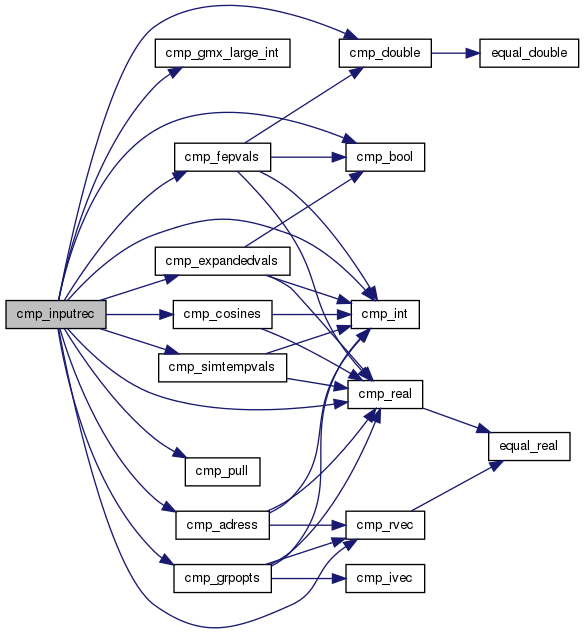 cmp_gmx_large_int
cmp_double
equal_double
cmp_fepvals
cmp_bool
cmp_expandedvals
cmp_inputrec
cmp_cosines
cmp_int
cmp_simtempvals
cmp_real
equal_real
cmp_pull
cmp_adress
cmp_rvec
cmp_grpopts
cmp_ivec